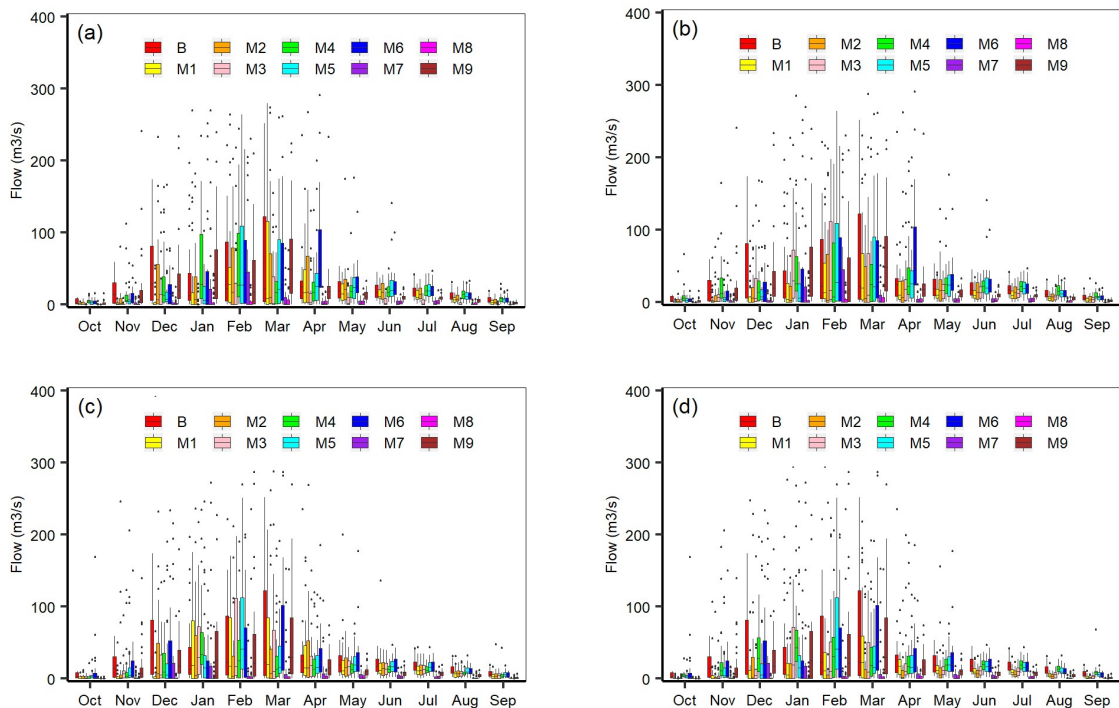 (a)
B M2 M4 M6 M8
M1 M3 M5 M7 M9
Flow (m3/s)
400
300
200
100
0
Oct Nov Dec Jan Feb Mar Apr May Jun Jul Aug Sep
(b)
B M2 M4 M6 M8
M1 M3 M5 M7 M9
Flow (m3/s)
400
300
200
100
0
Oct Nov Dec Jan Feb Mar Apr May Jun Jul Aug Sep
(c)
B M2 M4 M6 M8
M1 M3 M5 M7 M9
Flow (m3/s)
400
300
200
100
0
Oct Nov Dec Jan Feb Mar Apr May Jun Jul Aug Sep
(d)
B M2 M4 M6 M8
M1 M3 M5 M7 M9
Flow (m3/s)
400
300
200
100
0
Oct Nov Dec Jan Feb Mar Apr May Jun Jul Aug Sep